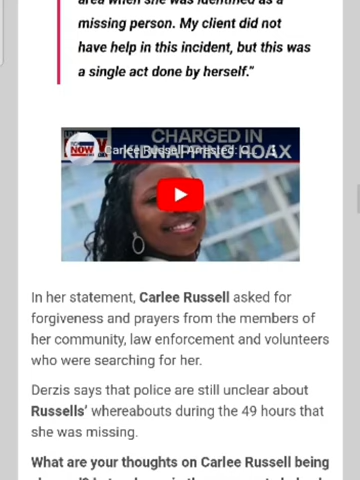 area when she was identified as a
missing person. My client did not
have help in this incident, but this was
a single act done by herself.”
CHARGED IN
KIDNAPPING HOAX
NOW
Carlee Russell Arrested: C...
In her statement, Carlee Russell asked for
forgiveness and prayers from the members of
her community, law enforcement and volunteers
who were searching for her.
Derzis says that police are still unclear about
Russells’ whereabouts during the 49 hours that
she was missing.
What are your thoughts on Carlee Russell being